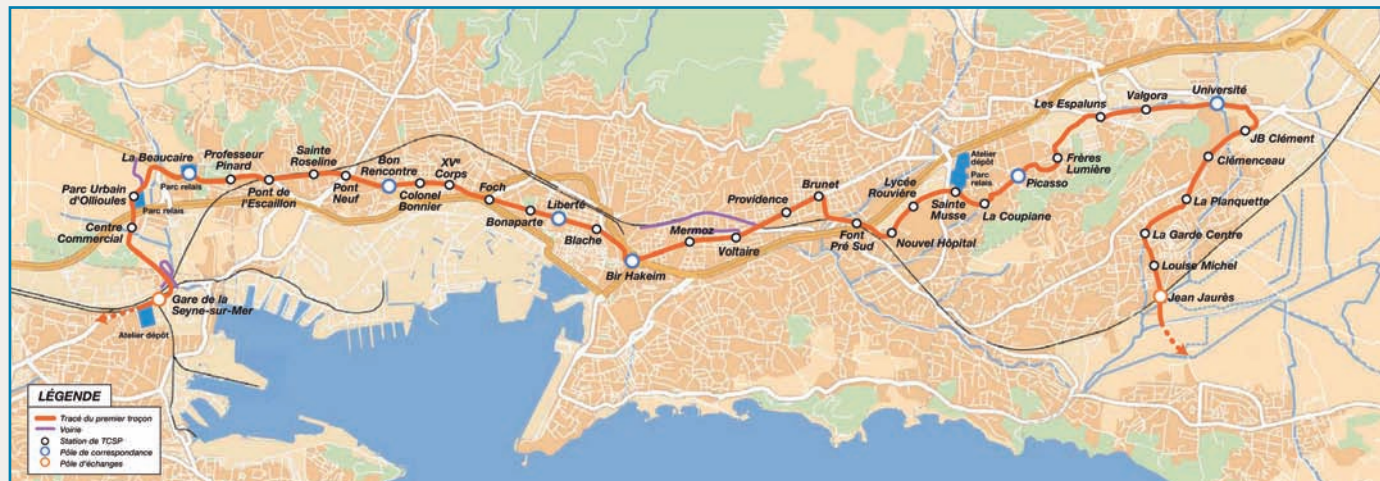 La Beaucaire
Parc relais
Professeur
Pinard
Pont de
l'Escaillon
Sainte
Roseline
Pont
Neuf
Bon
Rencontre
Colonel
Bonnier
XVe
Corps
Foch
Bonaparte
Liberté
Blache
Bir Hakeim
Mermoz
Voltaire
Providence
Brunet
Font
Pré Sud
Nouvel Hôpital
Lycée
Rouvière
Sainte
Musse
Atelier
dépôt
Parc
relais
La Coupiane
Picasso
Frères
Lumière
Les Espaluns
Valgora
Université
JB Clément
Clémenceau
La Planquette
La Garde Centre
Louise Michel
Jean Jaurès
Parc Urbain
d'Ollioules
Parc relais
Centre
Commercial
Gare de la
Seyne-sur-Mer
Atelier dépôt
LÉGENDE
Tracé du premier troçon
Voirie
Station de TCSP
Pôle de correspondance
Pôle d'échanges